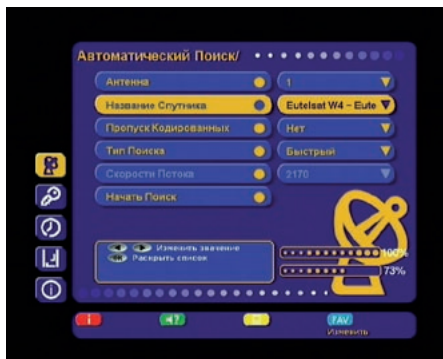 Автоматический Поиск/
Антенна 1
Название Спутника Eutelsat W4 – Eute
Пропуск Кодированных Нет
Тип Поиска Быстрый
Скорости Потока 2170
Начать Поиск
Изменить значение
OK Раскрыть список
100%
73%
i ? FAV
Изменить